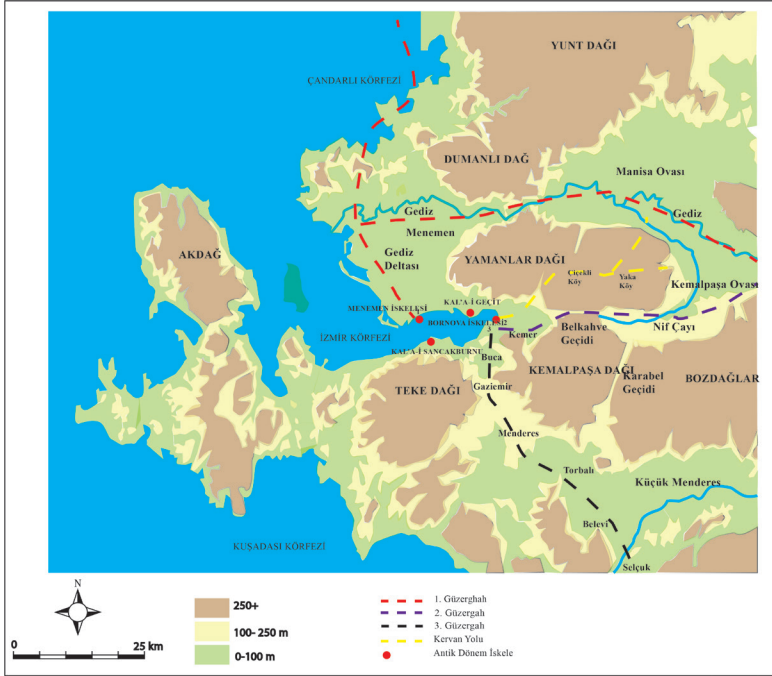 YUNT DAĞI
ÇANDARLI KÖRFEZİ
DUMANLI DAĞ
Manisa Ovası
Gediz
Gediz
Menemen
AKDAĞ
Gediz
Deltası
YAMANLAR DAĞI
Çiçekli
Köy
Yaka
Köy
Kemalpaşa Ovası
KAL'A-İ GEÇİT
MENEMEN İSKELESİ
BORNOVA İSKELESİ2
İZMİR KÖRFEZİ
Kemer
Belkahve
Geçidi
Nif Çayı
KAL'A-İ SANCAKBURNU
Buca
TEKE DAĞI
Gaziemir
KEMALPAŞA DAĞI
Karabel
Geçidi
BOZDAĞLAR
Menderes
Torbalı
Küçük Menderes
Belevi
KUŞADASI KÖRFEZİ
Selçuk
N
0 25 km
250+
100- 250 m
0-100 m
1. Güzerghah
2. Güzergah
3. Güzergah
Kervan Yolu
Antik Dönem İskele